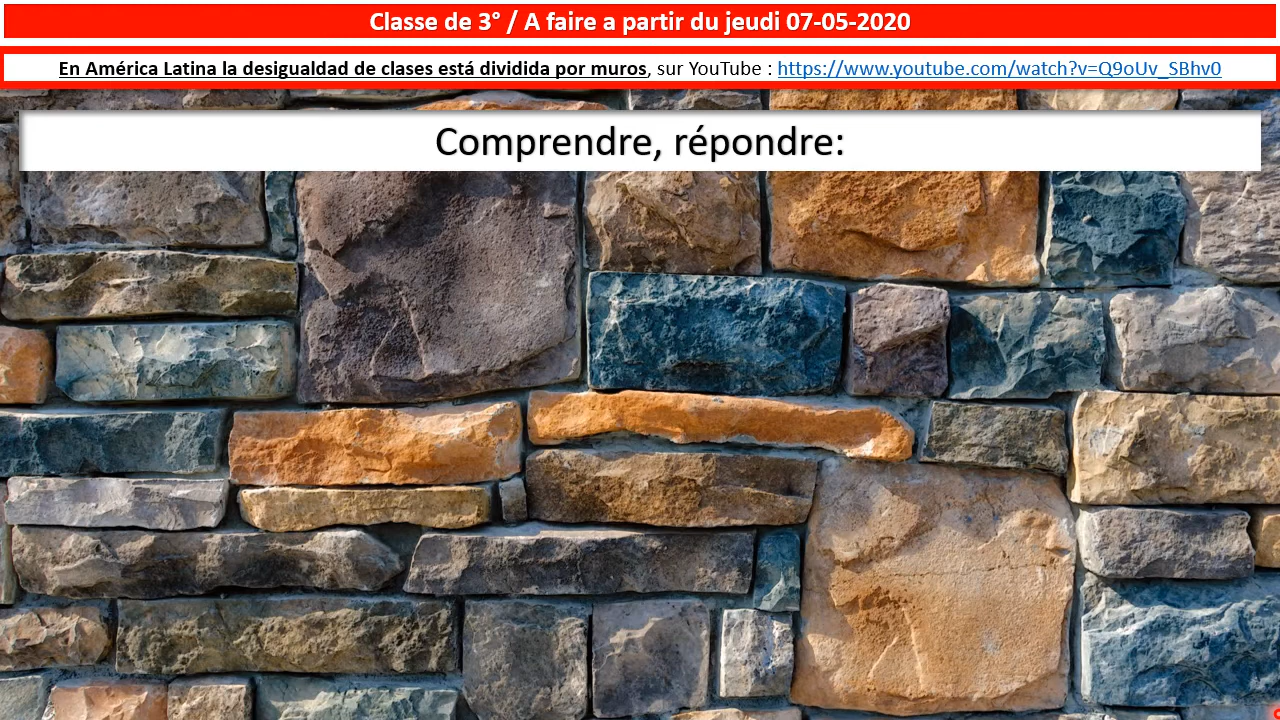 Classe de 3° / A faire a partir du jeudi 07-05-2020
En América Latina la desigualdad de clases está dividida por muros, sur YouTube : https://www.youtube.com/watch?v=Q9oUv_SBhv0
Comprendre, répondre: